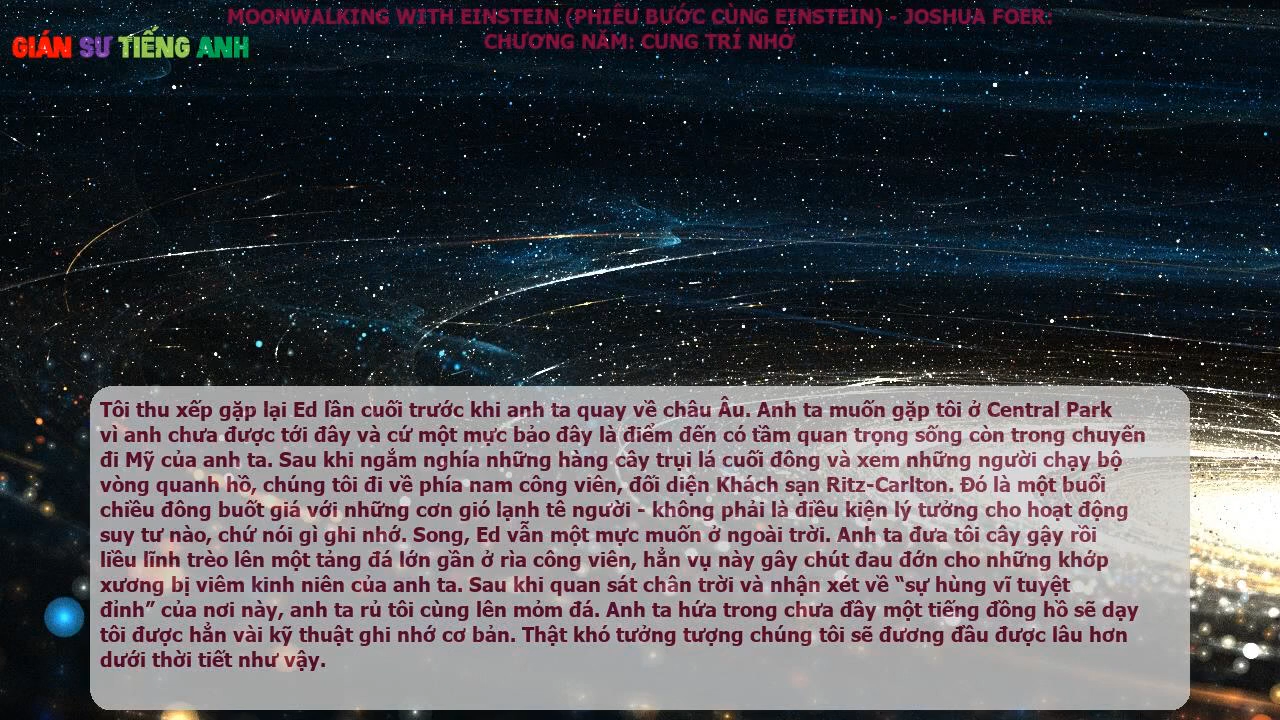 MOONWALKING WITH EINSTEIN (PHIÊU BƯỚC CÙNG EINSTEIN) - JOSHUA FOER:
CHƯƠNG NĂM: CUNG TRÍ NHỚ
GIÁN SƯ TIẾNG ANH
Tôi thu xếp gặp lại Ed lần cuối trước khi anh ta quay về châu Âu. Anh ta muốn gặp tôi ở Central Park
vì anh chưa được tới đây và cứ một mực bảo đây là điểm đến có tầm quan trọng sống còn trong chuyến
đi Mỹ của anh ta. Sau khi ngắm nghía những hàng cây trụi lá cuối đông và xem những người chạy bộ
vòng quanh hồ, chúng tôi đi về phía nam công viên, đối diện Khách sạn Ritz-Carlton. Đó là một buổi
chiều đông buốt giá với những cơn gió lạnh tê người - không phải là điều kiện lý tưởng cho hoạt động
suy tư nào, chứ nói gì ghi nhớ. Song, Ed vẫn một mực muốn ở ngoài trời. Anh ta đưa tôi cây gậy rồi
liều lĩnh trèo lên một tảng đá lớn gần ở rìa công viên, hẳn vụ này gây chút đau đớn cho những khớp
xương bị viêm kinh niên của anh ta. Sau khi quan sát chân trời và nhận xét về “sự hùng vĩ tuyệt
đỉnh” của nơi này, anh ta rủ tôi cùng lên mỏm đá. Anh ta hứa trong chưa đầy một tiếng đồng hồ sẽ dạy
tôi được hẳn vài kỹ thuật ghi nhớ cơ bản. Thật khó tưởng tượng chúng tôi sẽ đương đầu được lâu hơn
dưới thời tiết như vậy.